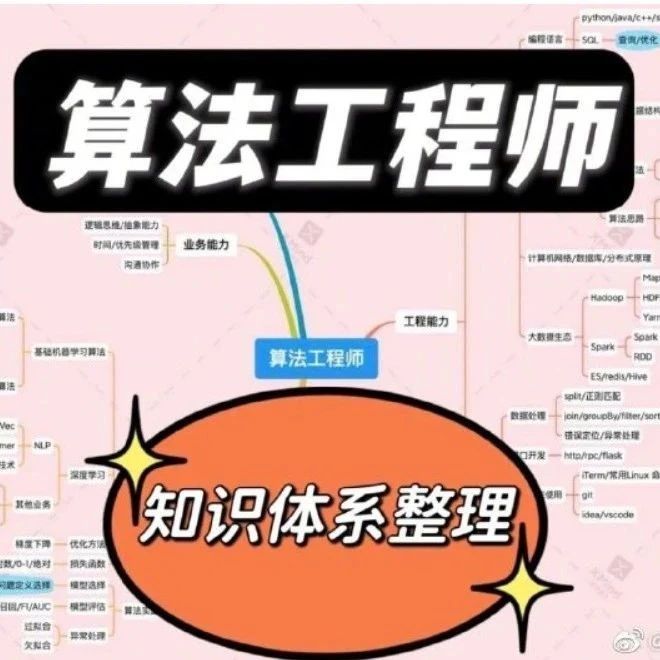 python/java/c++/s
编程语言
SQL
查询/优化
算法工程师
据结构
法
算法思路
逻辑思维/抽象能力
时间/优先级管理
沟通协作
业务能力
计算机网络/数据库/分布式原理
Map
Hadoop
HDF
Yarn
大数据生态
Spark
Spark
RDD
ES/redis/Hive
工程能力
算法工程师
算法
基础机器学习算法
算法
split/正则匹配
数据处理
join/groupBy/filter/sort
错误定位/异常处理
口开发
http/rpc/flask
iTerm/常用Linux 命
使用
git
idea/vscode
Vec
mer
NLP
技术
深度学习
其他业务
知识体系整理
梯度下降
优化方法
对数/0-1/绝对
损失函数
问题定义选择
模型选择
召回/F1/AUC
模型评估
算法实
过拟合
异常处理
欠拟合